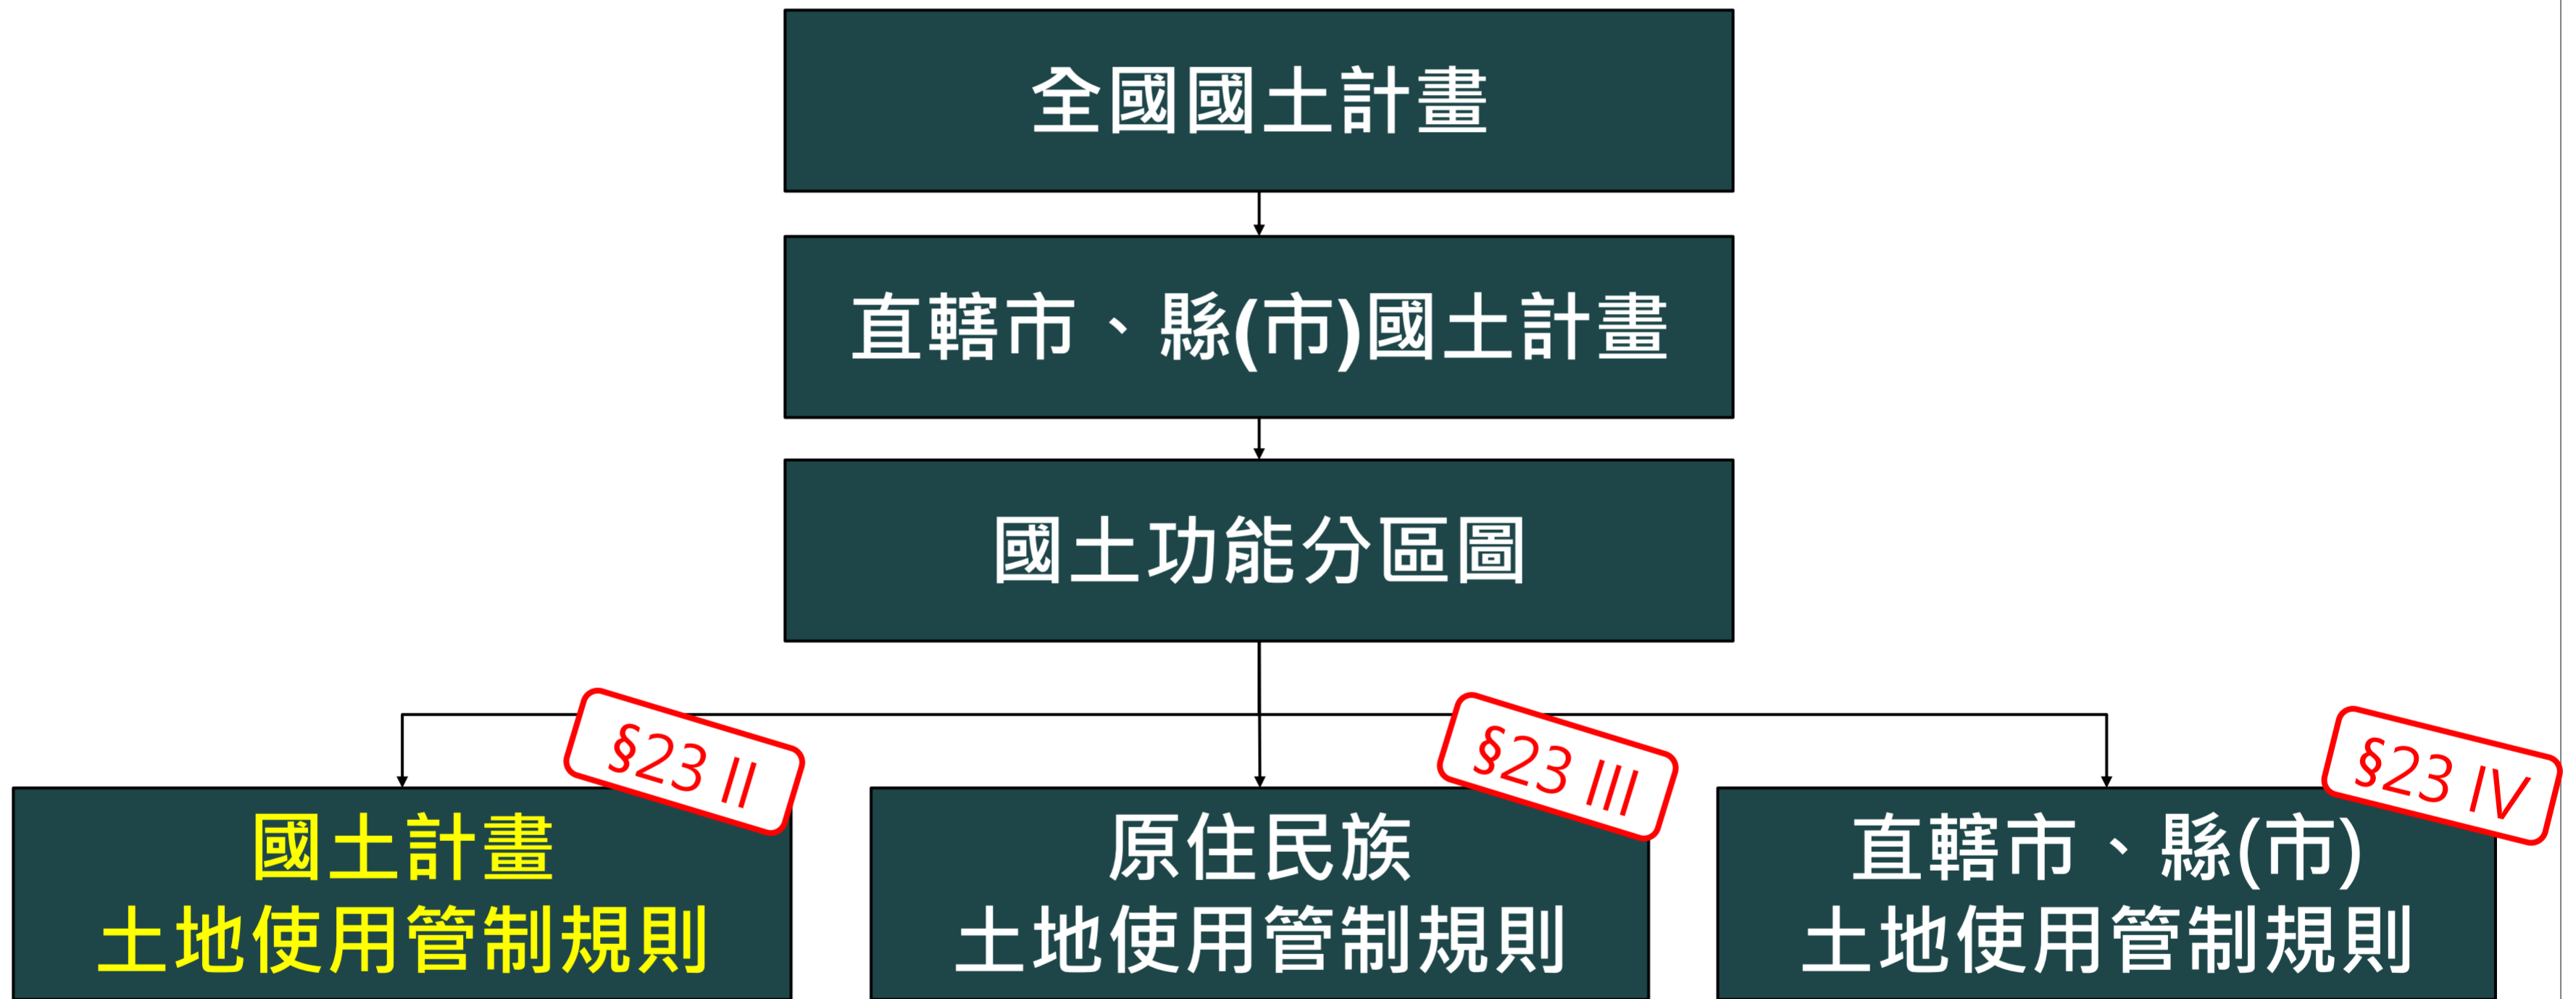 全國國土計畫
直轄市、縣(市)國土計畫
國土功能分區圖
§23 II
國土計畫
土地使用管制規則
§23 III
原住民族
土地使用管制規則
§23 IV
直轄市、縣(市)
土地使用管制規則